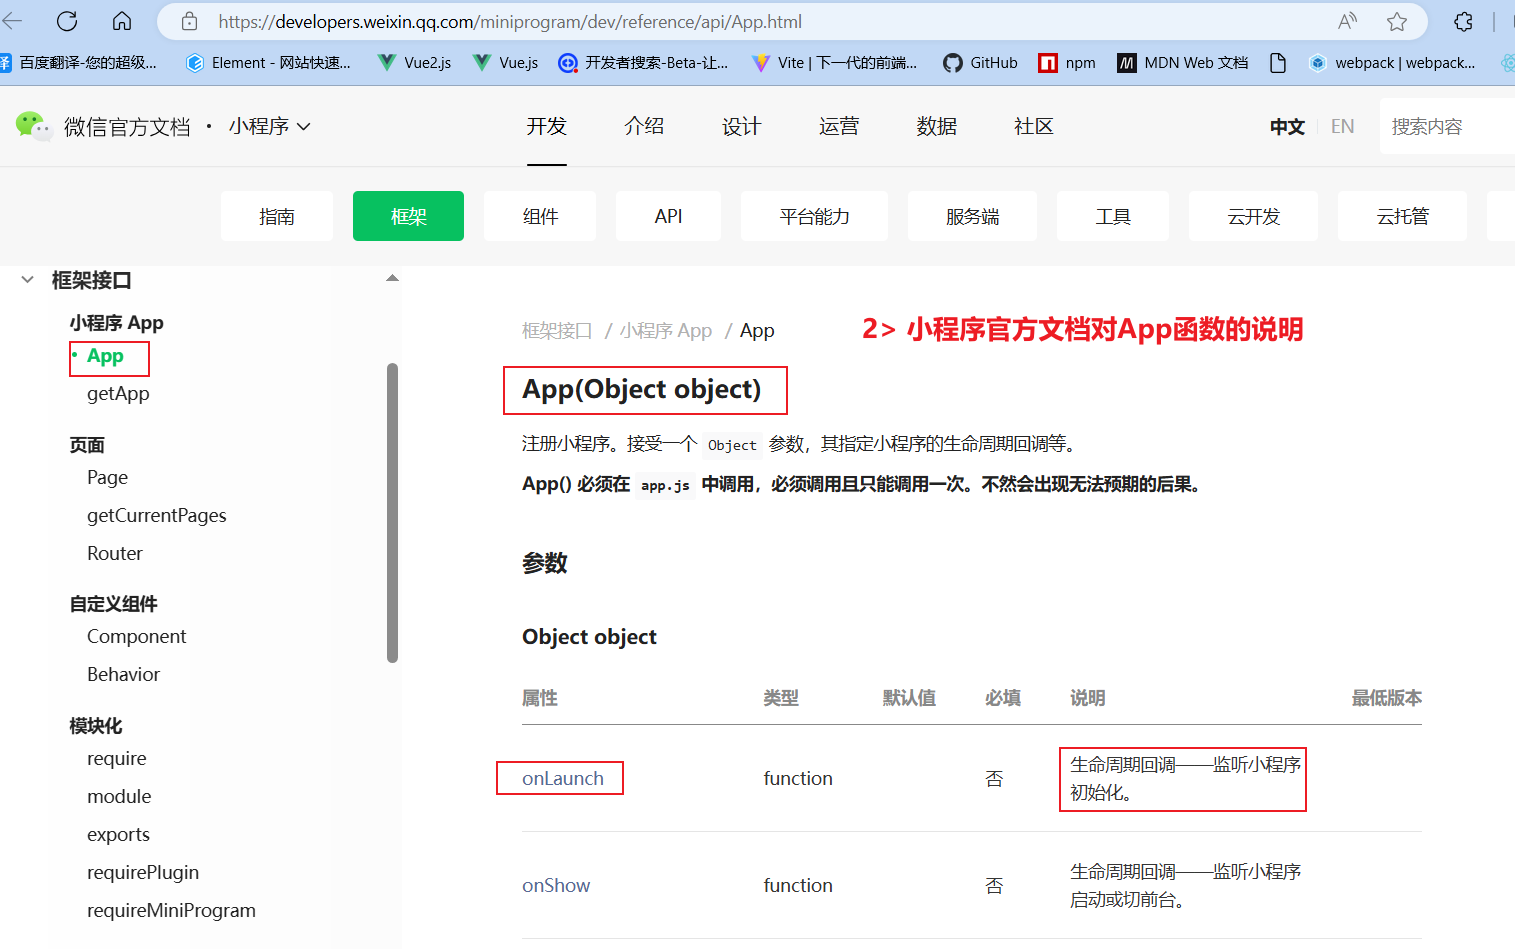 https://developers.weixin.qq.com/miniprogram/dev/reference/api/App.html
译 百度翻译-您的超级... Element - 网站快速... Vue2.js Vue.js 开发者搜索-Beta-让... Vite | 下一代的前端... GitHub npm MDN Web 文档 webpack | webpack...
微信官方文档 · 小程序 开发 介绍 设计 运营 数据 社区 中文 EN 搜索内容
指南 框架 组件 API 平台能力 服务端 工具 云开发 云托管
框架接口
小程序 App
App
getApp
页面
Page
getCurrentPages
Router
自定义组件
Component
Behavior
模块化
require
module
exports
requirePlugin
requireMiniProgram
框架接口 / 小程序 App / App
2> 小程序官方文档对App函数的说明
App(Object object)
注册小程序。接受一个 Object 参数，其指定小程序的生命周期回调等。
App() 必须在 app.js 中调用，必须调用且只能调用一次。不然会出现无法预期的后果。
参数
Object object
属性 类型 默认值 必填 说明 最低版本
onLaunch function 否 生命周期回调——监听小程序
初始化。
onShow function 否 生命周期回调——监听小程序
启动或切前台。